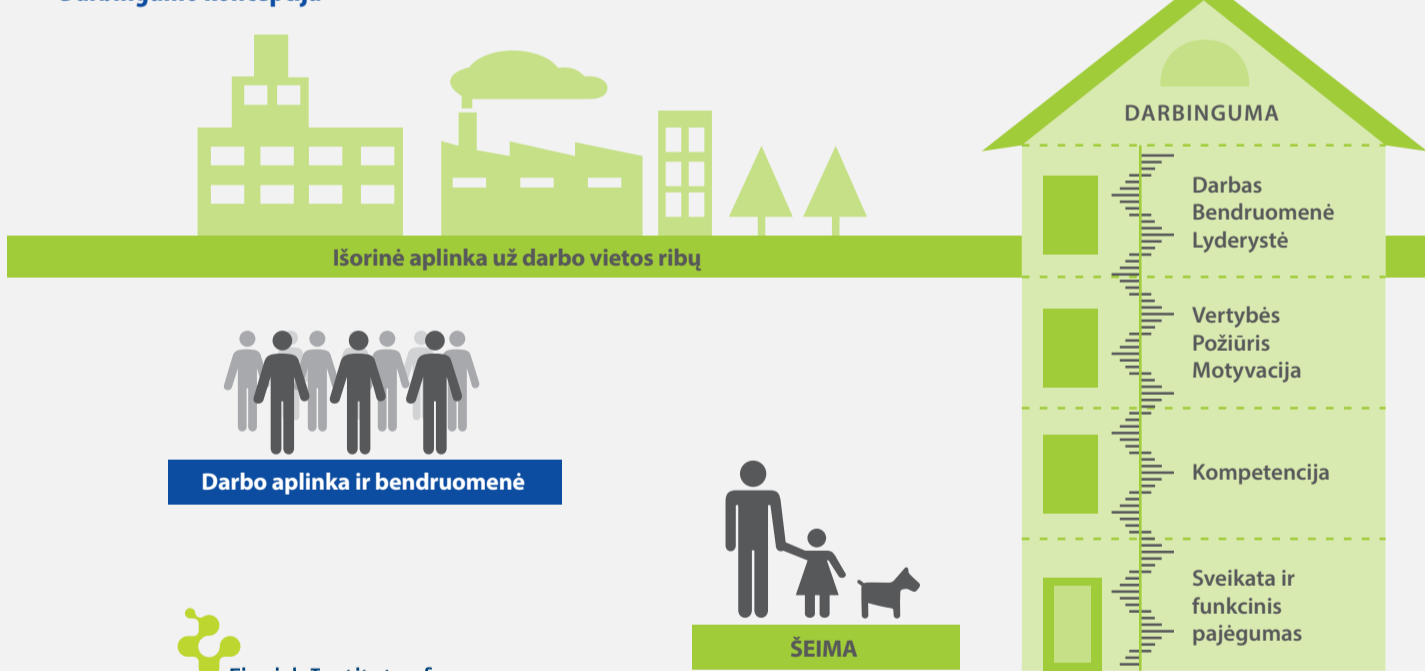 DARBINGUMA
Darbas
Bendruomenė
Lyderystė
Išorinė aplinka už darbo vietos ribų
Vertybės
Požiūris
Motyvacija
Darbo aplinka ir bendruomenė
Kompetencija
Sveikata ir
funkcinis
pajėgumas
ŠEIMA